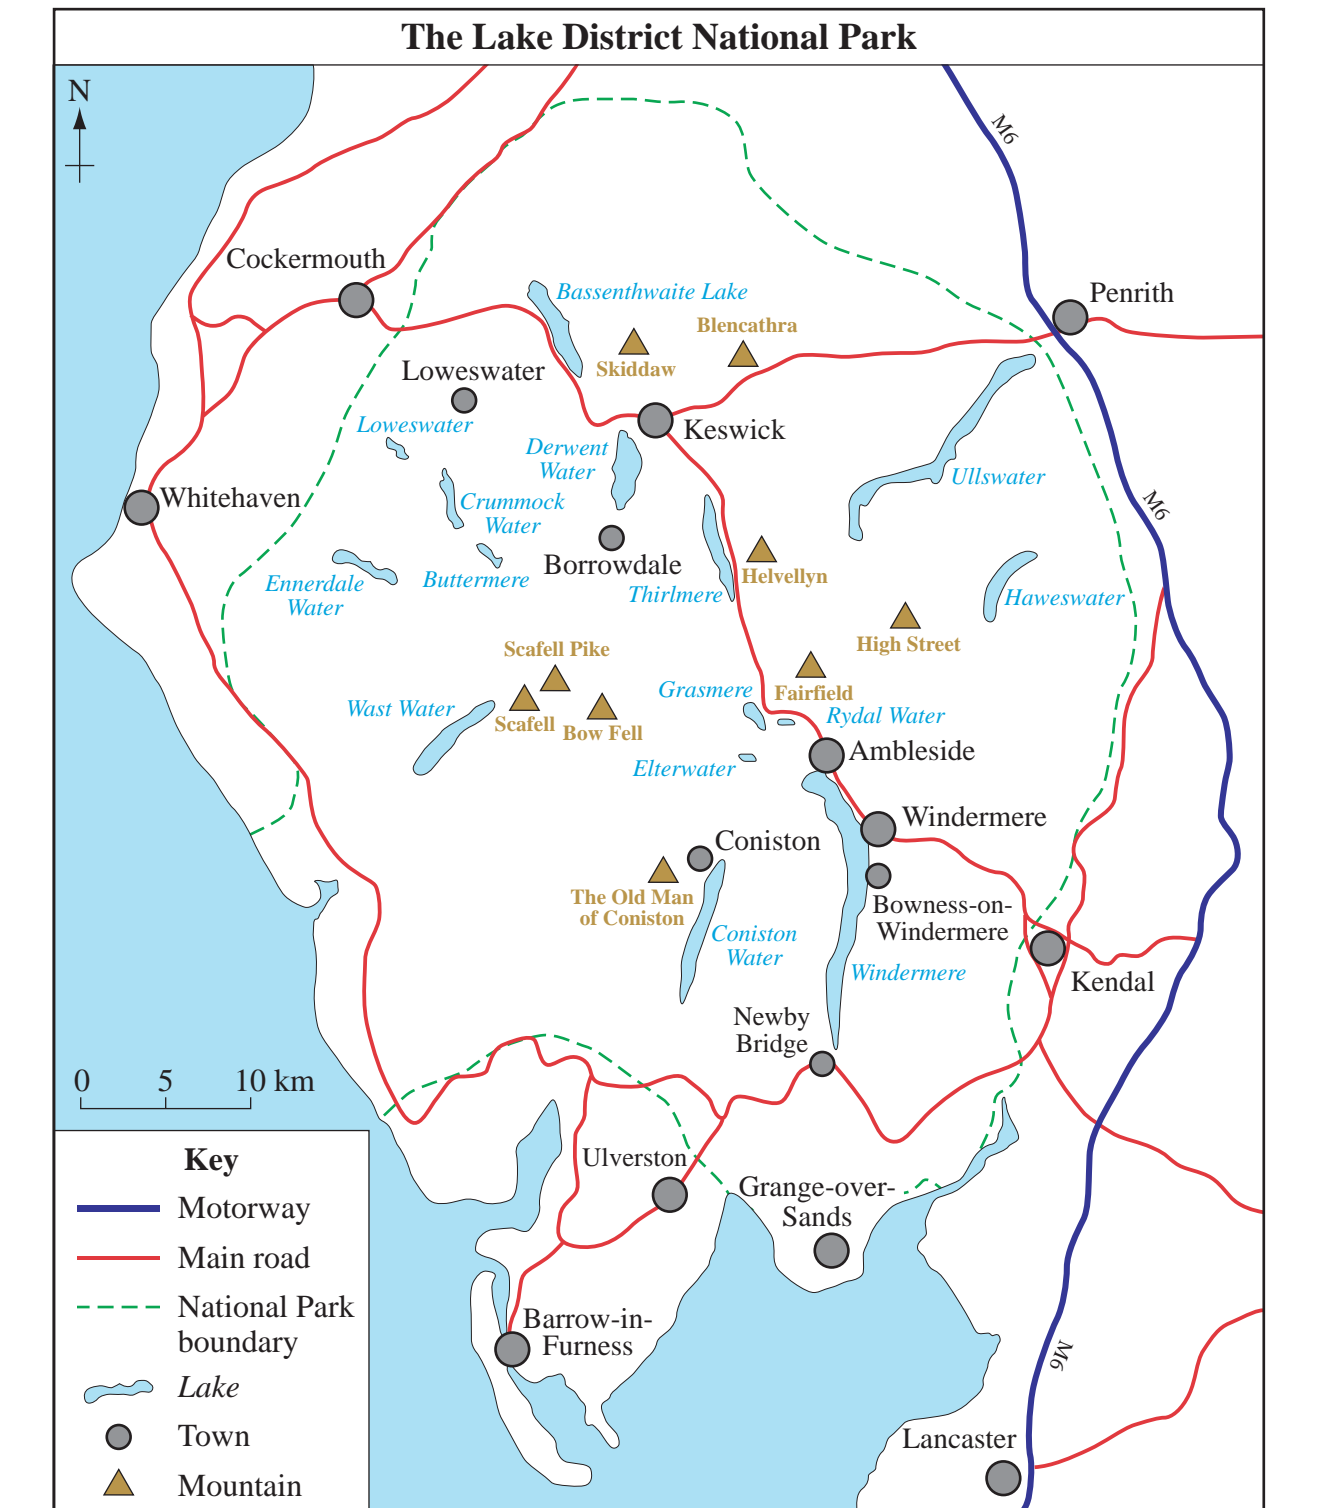 The Lake District National Park
N
M6
Cockermouth
Penrith
Bassenthwaite Lake
Blencathra
Skiddaw
Loweswater
Loweswater
Keswick
Derwent
Water
Ullswater
Whitehaven
Crummock
Water
M6
Borrowdale
Buttermere
Ennerdale
Water
Thirlmere
Helvellyn
Haweswater
High Street
Scafell Pike
Grasmere
Fairfield
Wast Water
Scafell
Bow Fell
Rydal Water
Ambleside
Elterwater
Windermere
Coniston
The Old Man
of Coniston
Bowness-on-
Windermere
Coniston
Water
Windermere
Kendal
Newby
Bridge
0 5 10 km
Ulverston
Grange-over-
Sands
Barrow-in-
Furness
M6
Lancaster
Key
Motorway
Main road
National Park
boundary
Lake
Town
Mountain